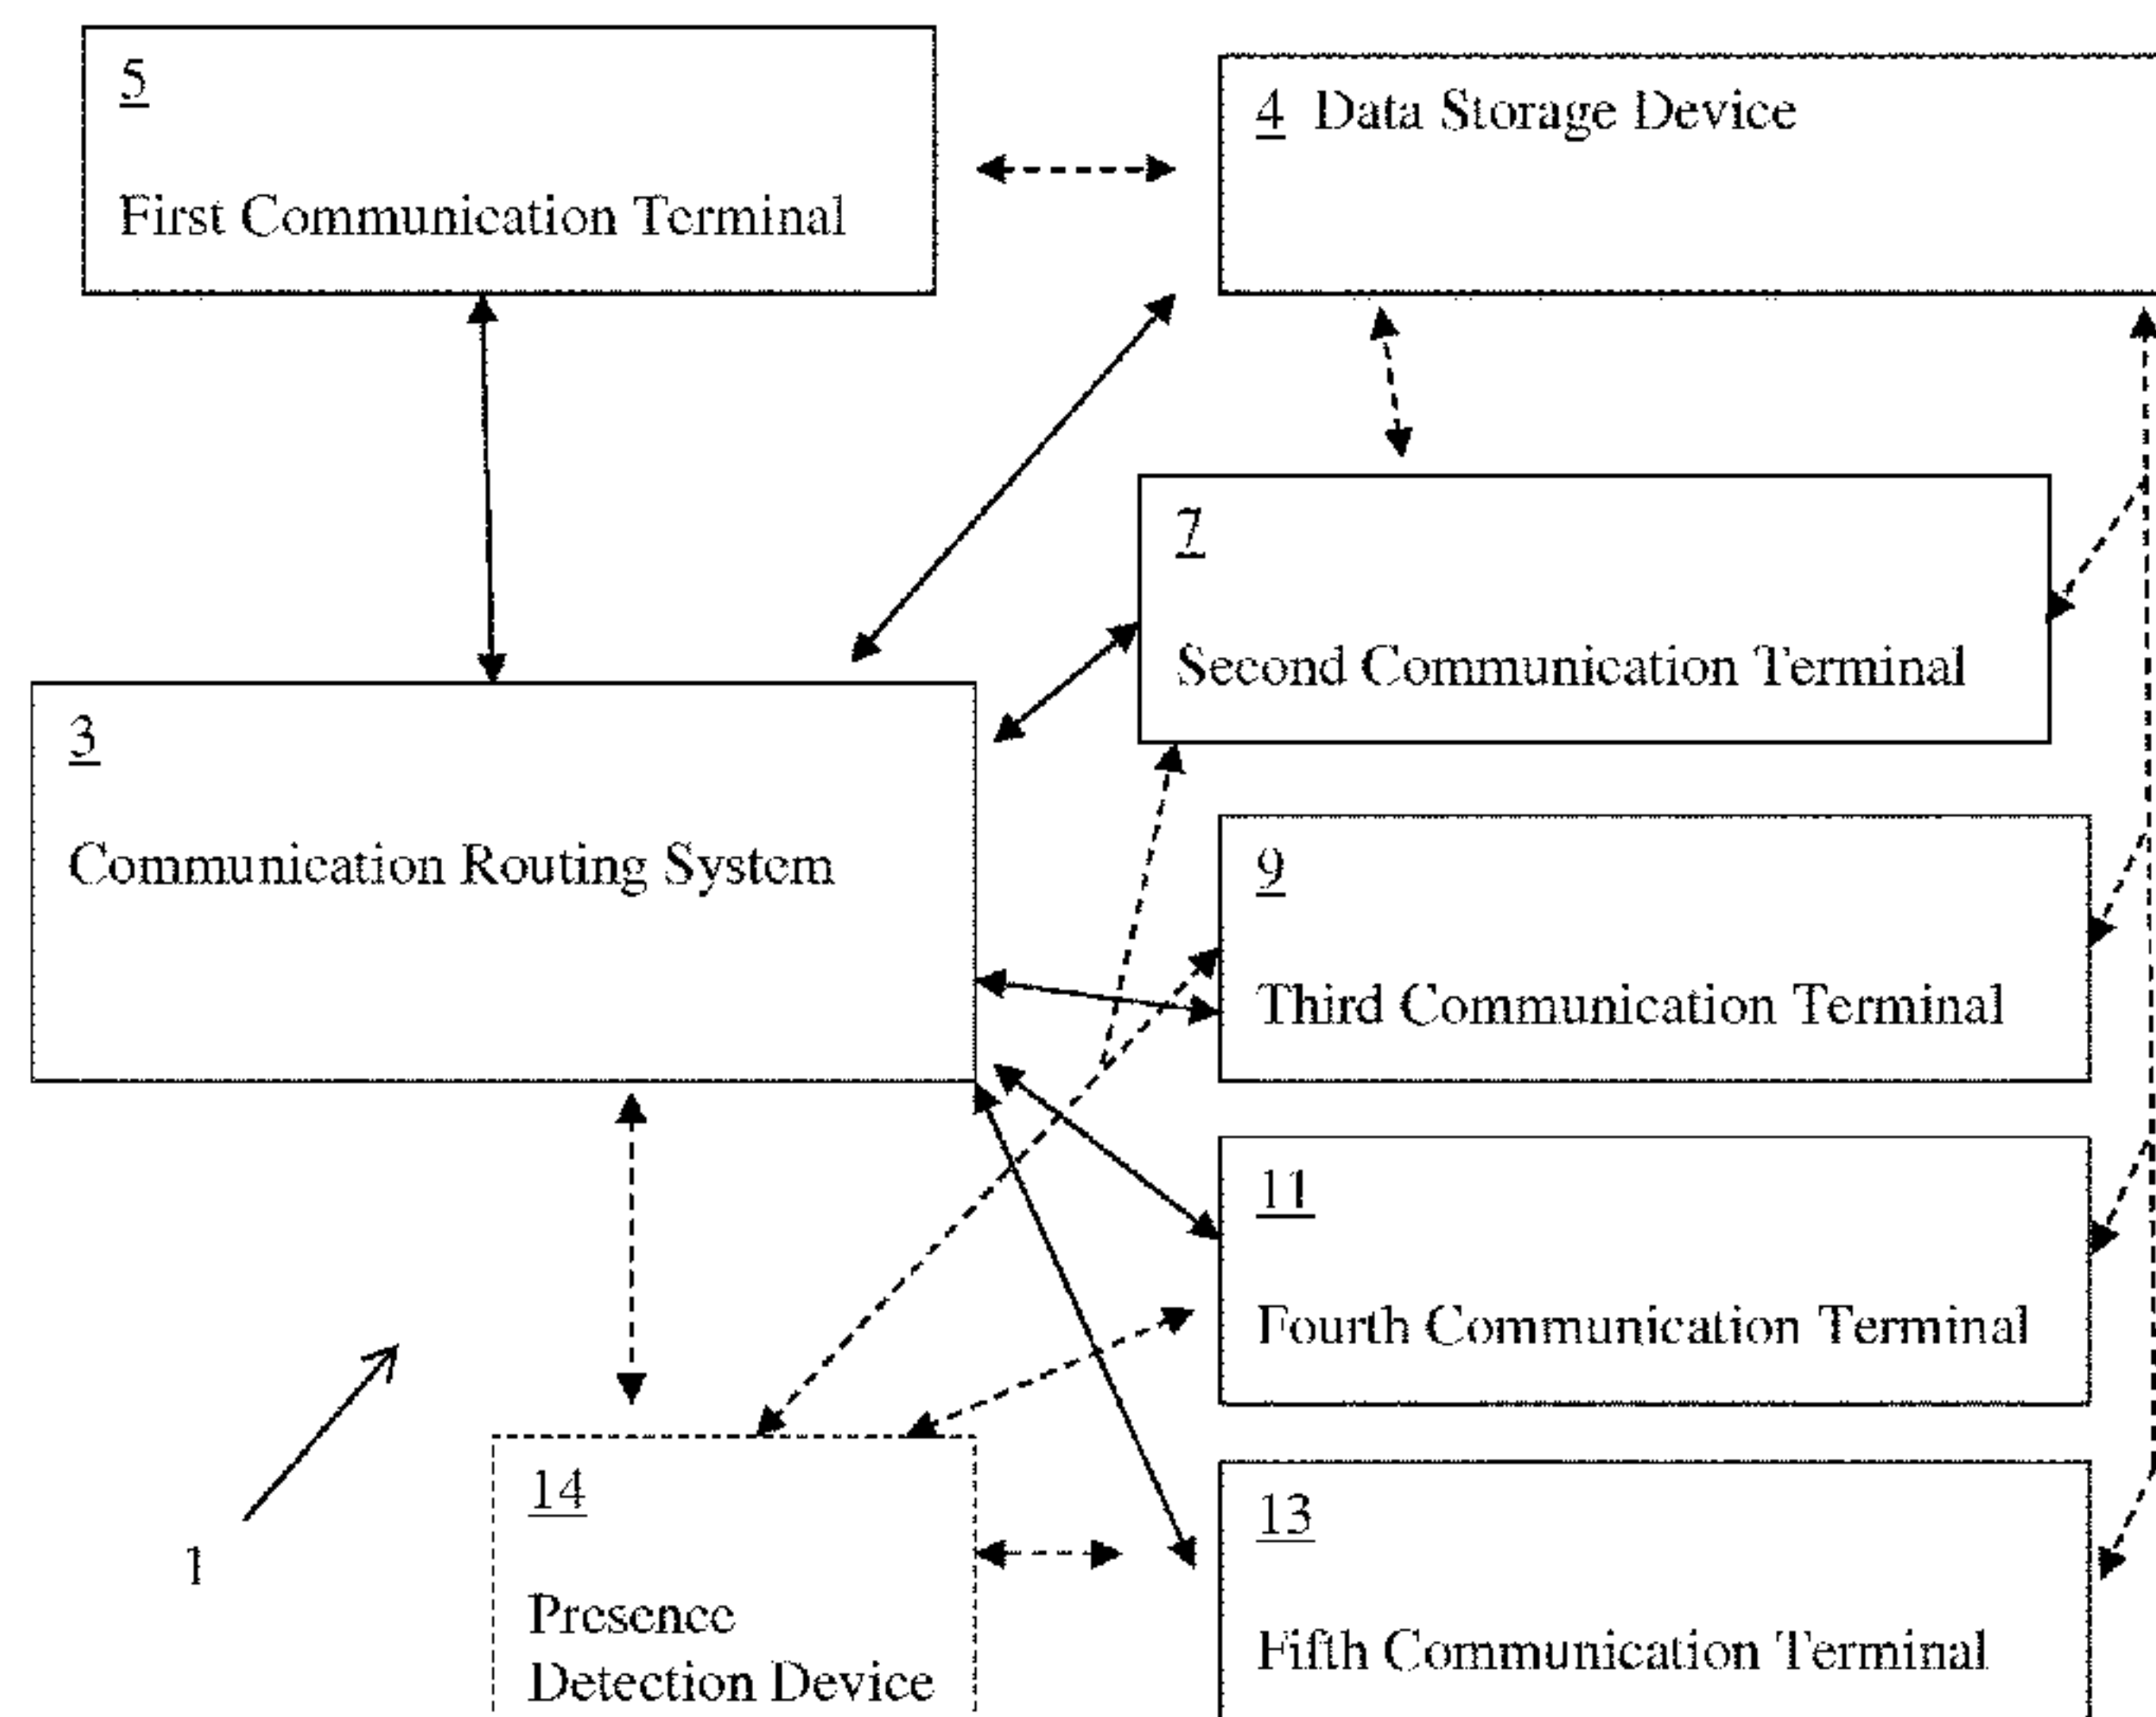 5
First Communication Terminal
4 Data Storage Device
7
Second Communication Terminal
3
Communication Routing System
9
Third Communication Terminal
11
Fourth Communication Terminal
1
14
Presence
Detection Device
13
Fifth Communication Terminal